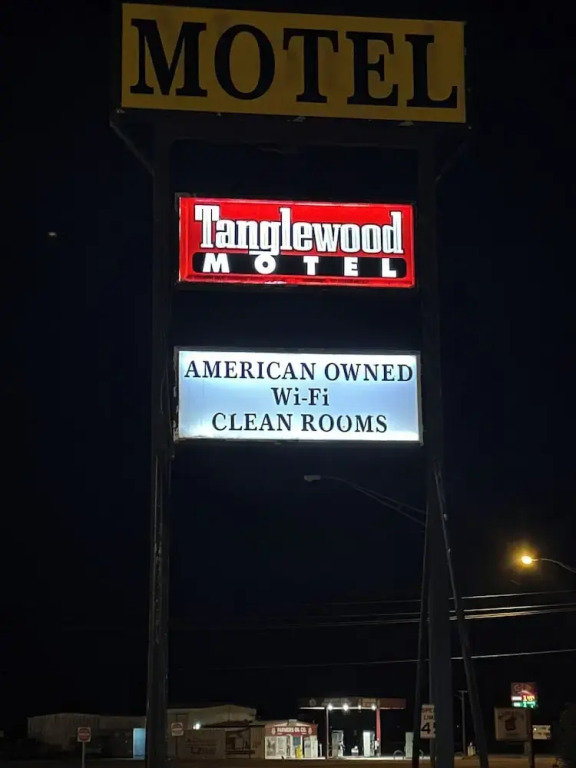 MOTEL
Tanglewood
MOTEL
AMERICAN OWNED
Wi-Fi
CLEAN ROOMS